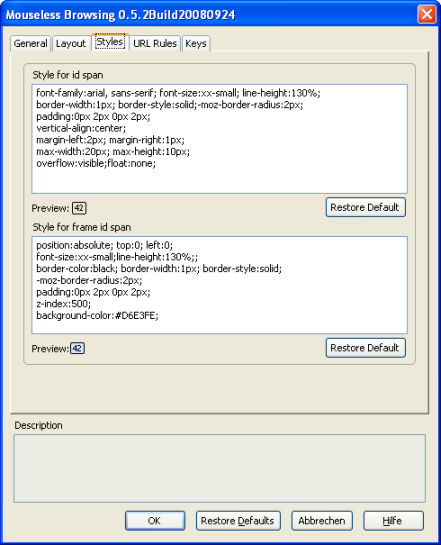 Mouseless Browsing 0.5.2Build20080924
General Layout Styles URL Rules Keys
Style for id span
font-family:arial, sans-serif; font-size:xx-small; line-height:130%;
border-width:1px; border-style:solid;-moz-border-radius:2px;
padding:0px 2px 0px 2px;
vertical-align:center;
margin-left:2px; margin-right:1px;
max-width:20px; max-height:10px;
overflow:visible;float:none;
Preview: 42 Restore Default
Style for frame id span
position:absolute; top:0; left:0;
font-size:xx-small;line-height:130%;;
border-color:black; border-width:1px; border-style:solid;
-moz-border-radius:2px;
padding:0px 2px 0px 2px;
z-index:500;
background-color:#D6E3FE;
Preview: 42 Restore Default
Description
OK Restore Defaults Abbrechen Hilfe